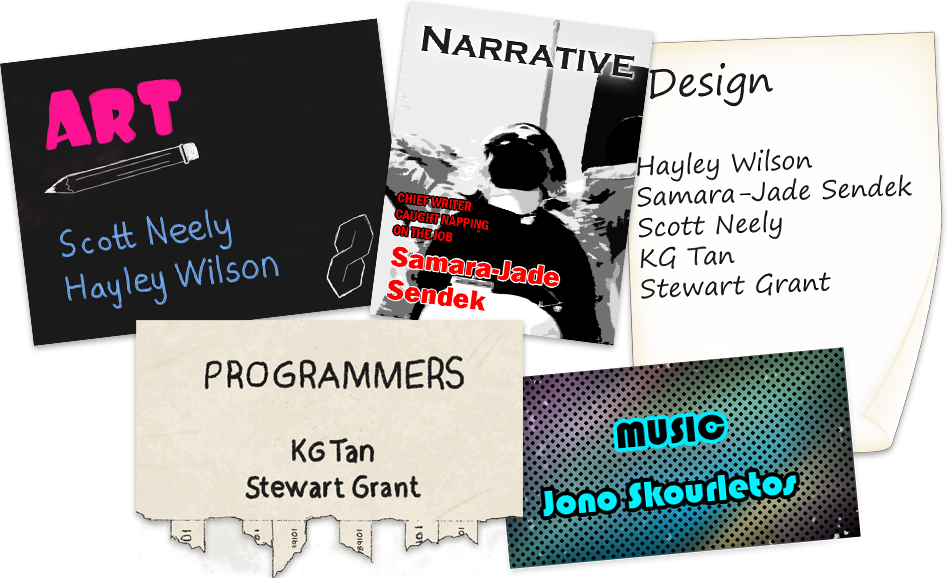 ART
Scott Neely
Hayley Wilson
NARRATIVE
CHIEF WRITER
CAUGHT NAPPING
ON THE JOB
Samara-Jade
Sendek
Design
Hayley Wilson
Samara-Jade Sendek
Scott Neely
KG Tan
Stewart Grant
PROGRAMMERS
KG Tan
Stewart Grant
MUSIC
Jono Skourletos